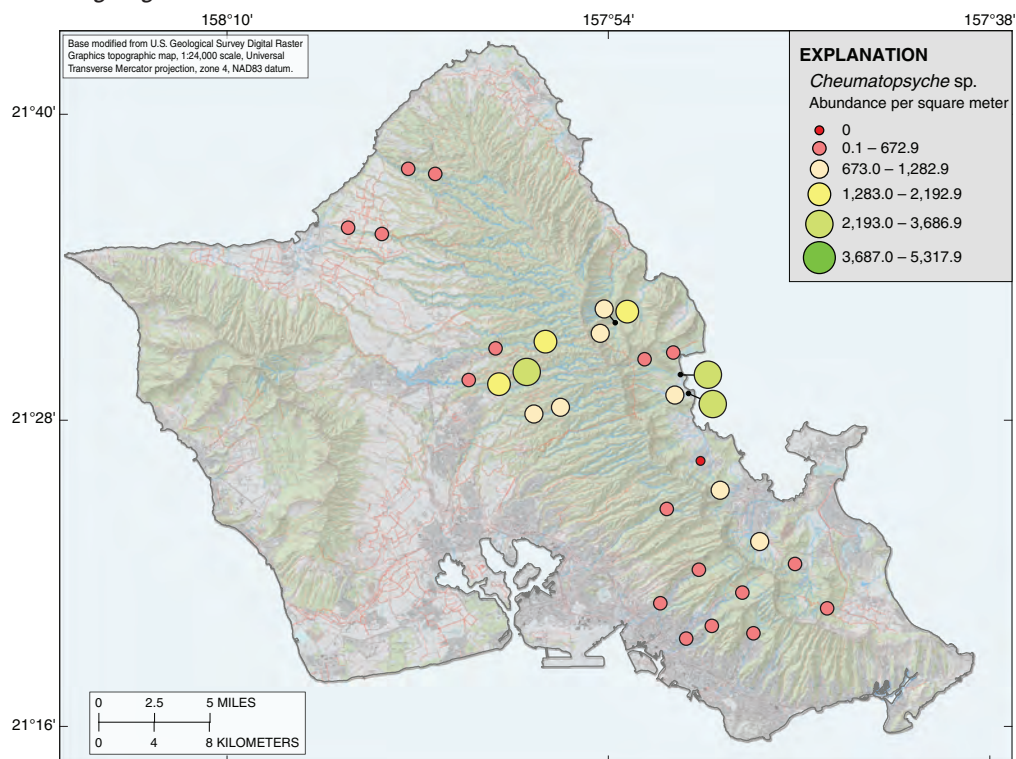 158°10'
157°54'
157°38'
Base modified from U.S. Geological Survey Digital Raster
Graphics topographic map, 1:24,000 scale, Universal
Transverse Mercator projection, zone 4, NAD83 datum.
EXPLANATION
Cheumatopsyche sp.
Abundance per square meter
0
0.1 – 672.9
673.0 – 1,282.9
1,283.0 – 2,192.9
2,193.0 – 3,686.9
3,687.0 – 5,317.9
21°40'
21°28'
21°16'
0 2.5 5 MILES
0 4 8 KILOMETERS